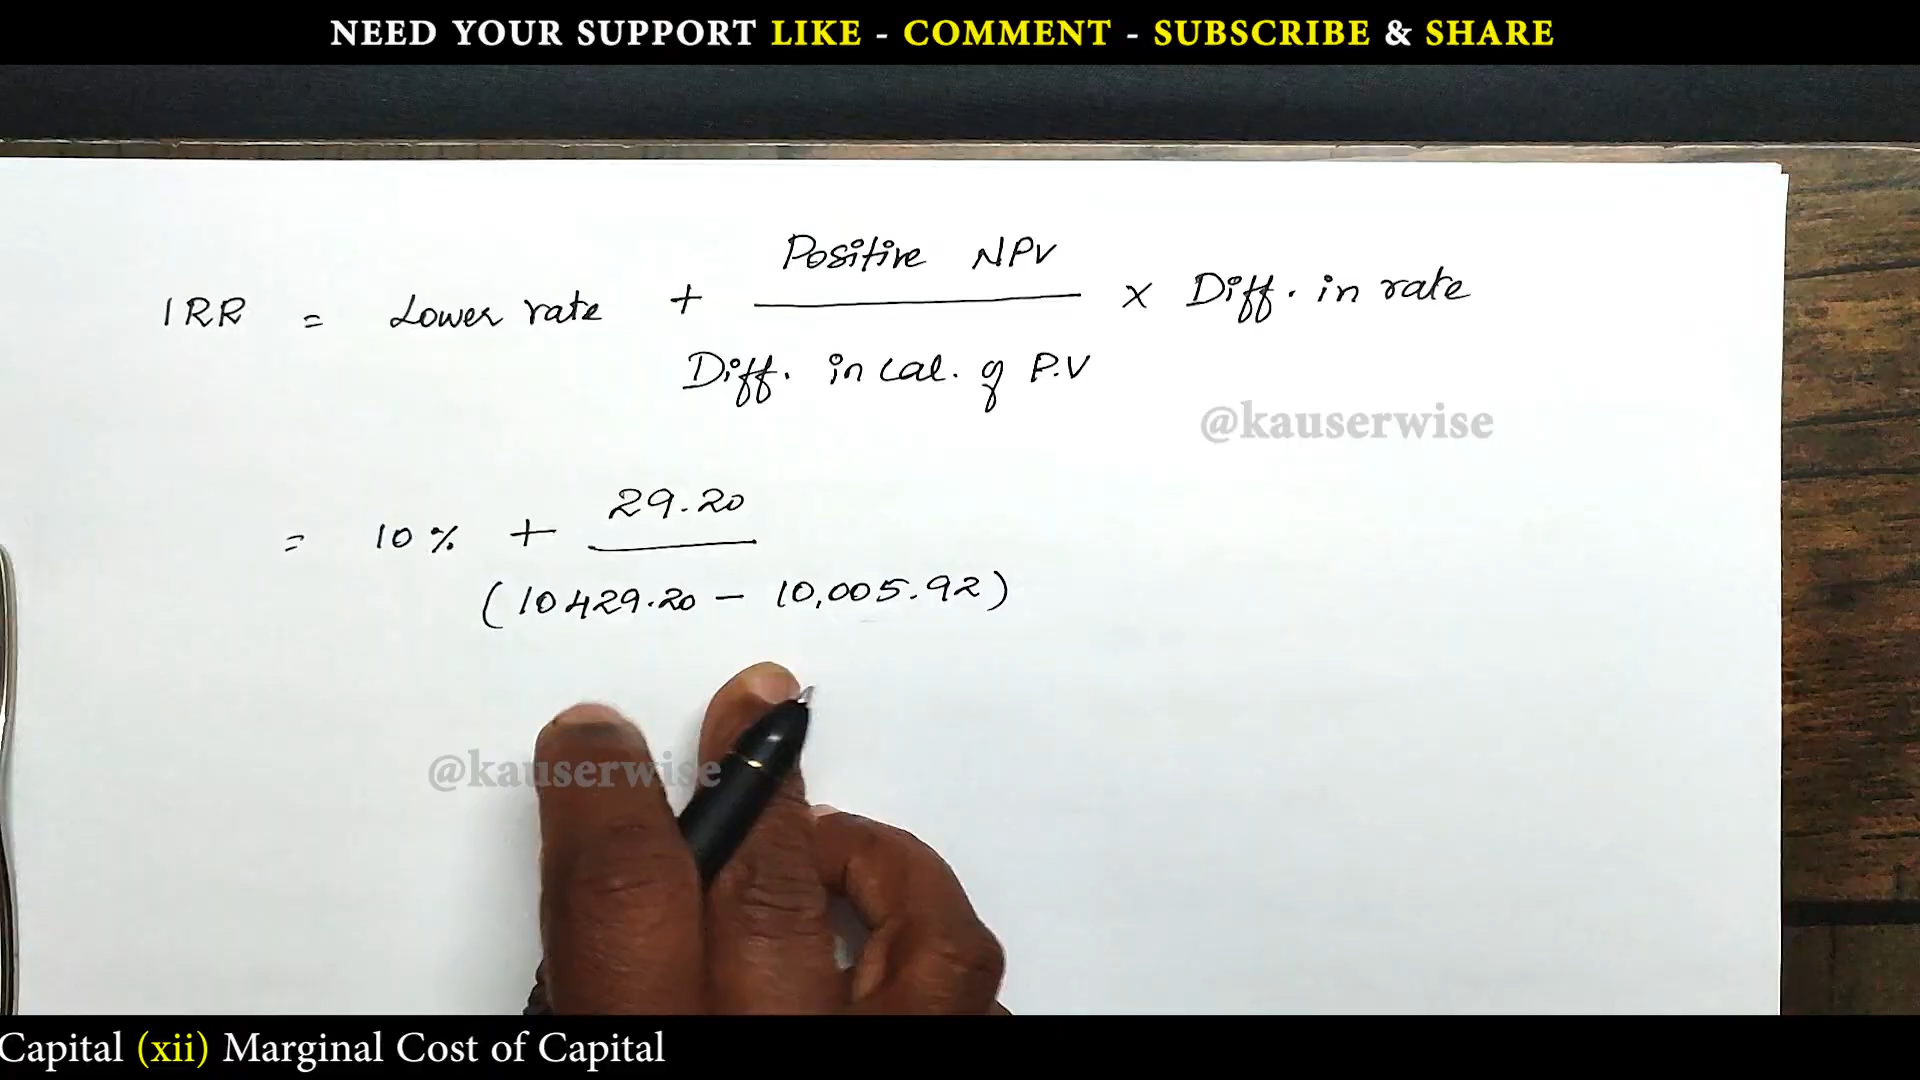 NEED YOUR SUPPORT LIKE - COMMENT - SUBSCRIBE & SHARE
IRR = Lower rate + Positive NPV / Diff. in cal. of P.V × Diff. in rate
@kauserwise
= 10% + 29.20 / (10429.20 - 10,005.92)
@kauserwise
Capital (xii) Marginal Cost of Capital